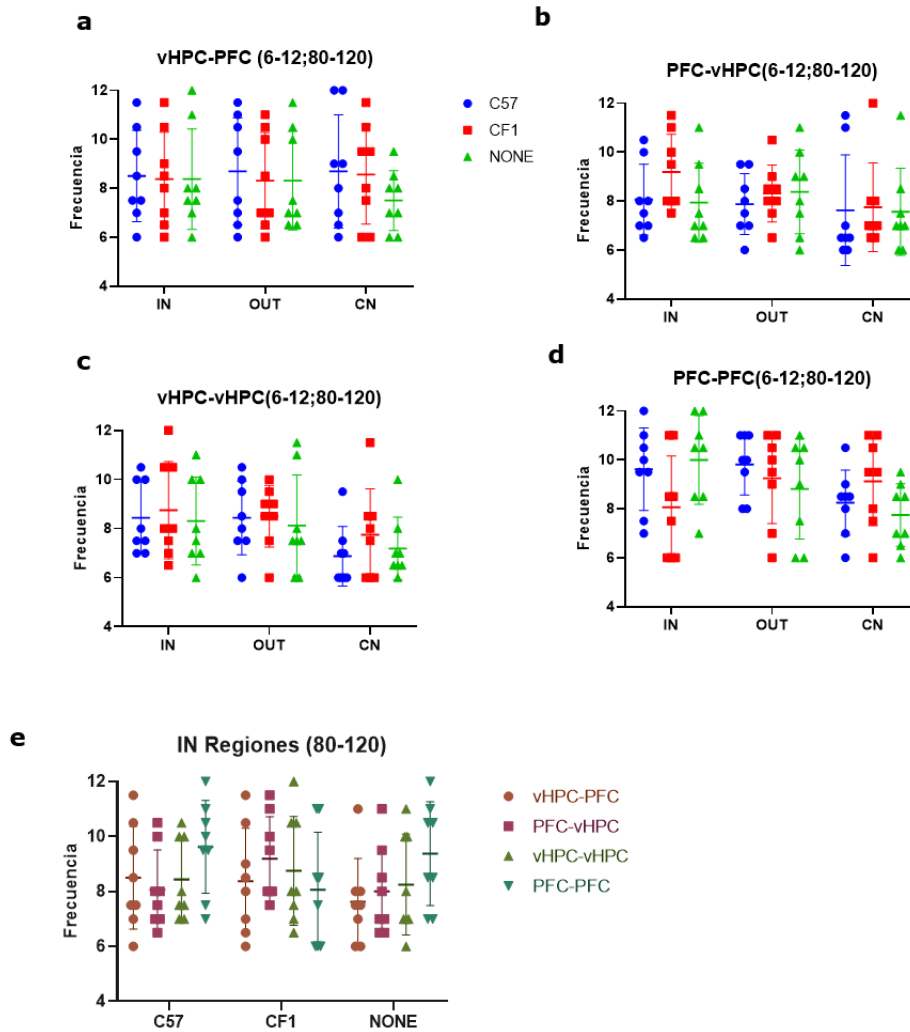 a
vHPC-PFC (6-12;80-120)
Frecuencia
12
10
8
6
4
IN
OUT
CN
C57
CF1
NONE
b
PFC-vHPC(6-12;80-120)
Frecuencia
12
10
8
6
4
IN
OUT
CN
c
vHPC-vHPC(6-12;80-120)
Frecuencia
12
10
8
6
4
IN
OUT
CN
d
PFC-PFC(6-12;80-120)
Frecuencia
12
10
8
6
4
IN
OUT
CN
e
IN Regiones (80-120)
Frecuencia
12
10
8
6
4
C57
CF1
NONE
vHPC-PFC
PFC-vHPC
vHPC-vHPC
PFC-PFC